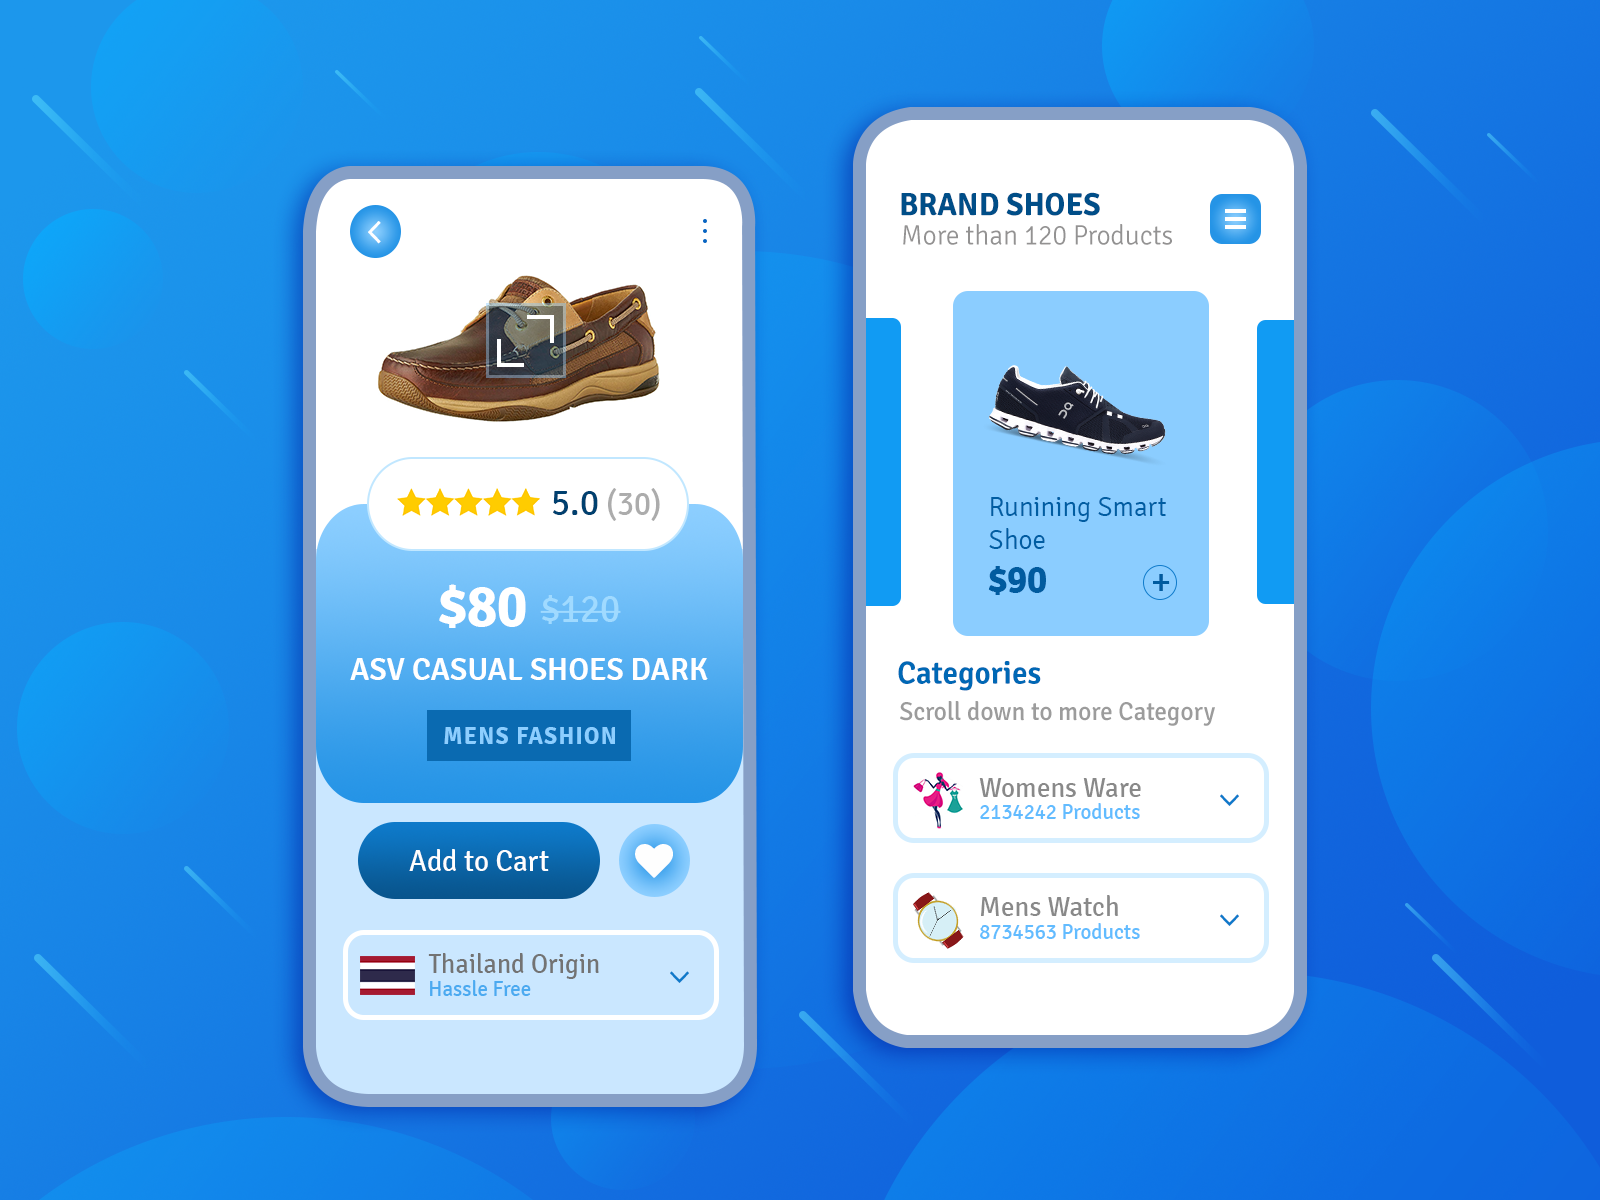 5.0 (30)
$80 $120
ASV CASUAL SHOES DARK
MENS FASHION
Add to Cart
Thailand Origin
Hassle Free
BRAND SHOES
More than 120 Products
Runining Smart
Shoe
$90
Categories
Scroll down to more Category
Womens Ware
2134242 Products
Mens Watch
8734563 Products